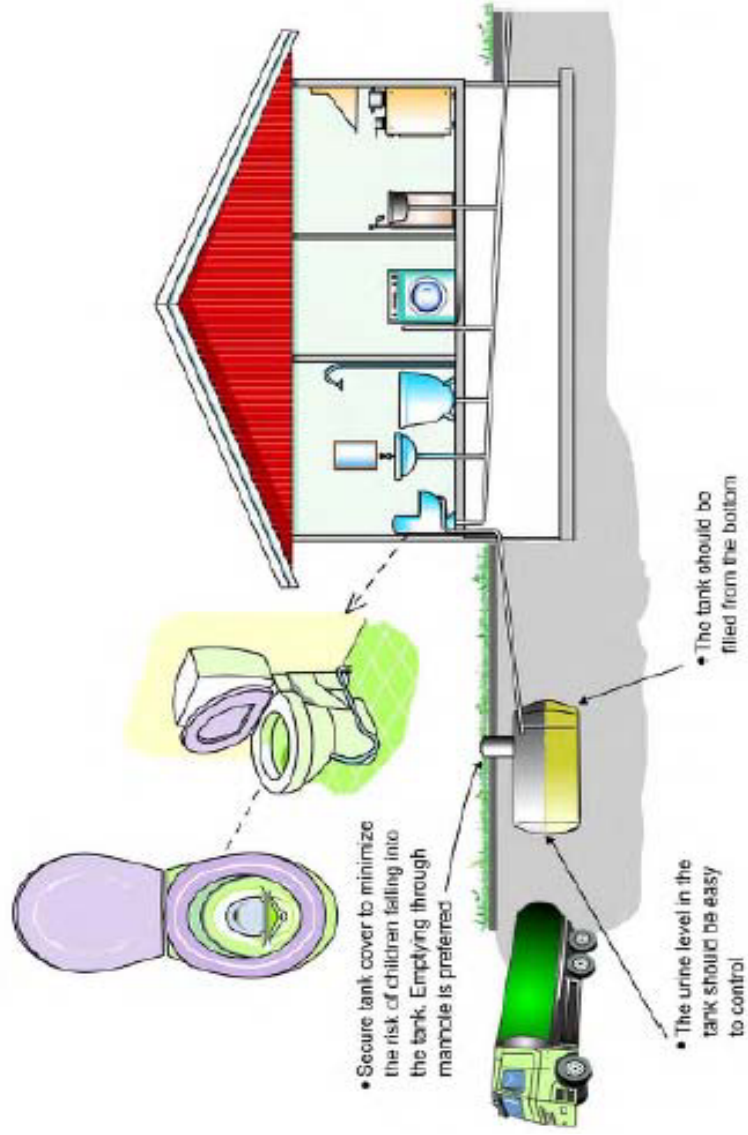 • Secure tank cover to minimize
the risk of children falling into
the tank. Emptying through
manhole is preferred
• The urine level in the
tank should be easy
to control
• The tank should be
filled from the bottom